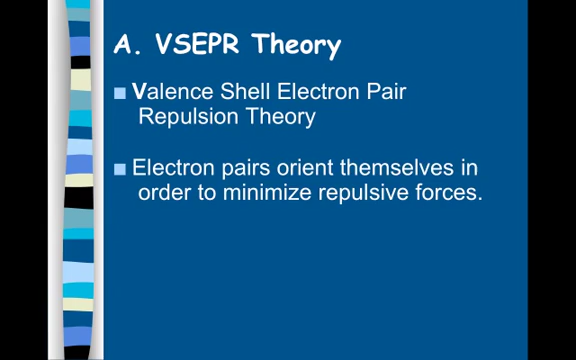 A. VSEPR Theory
Valence Shell Electron Pair
Repulsion Theory
Electron pairs orient themselves in
order to minimize repulsive forces.